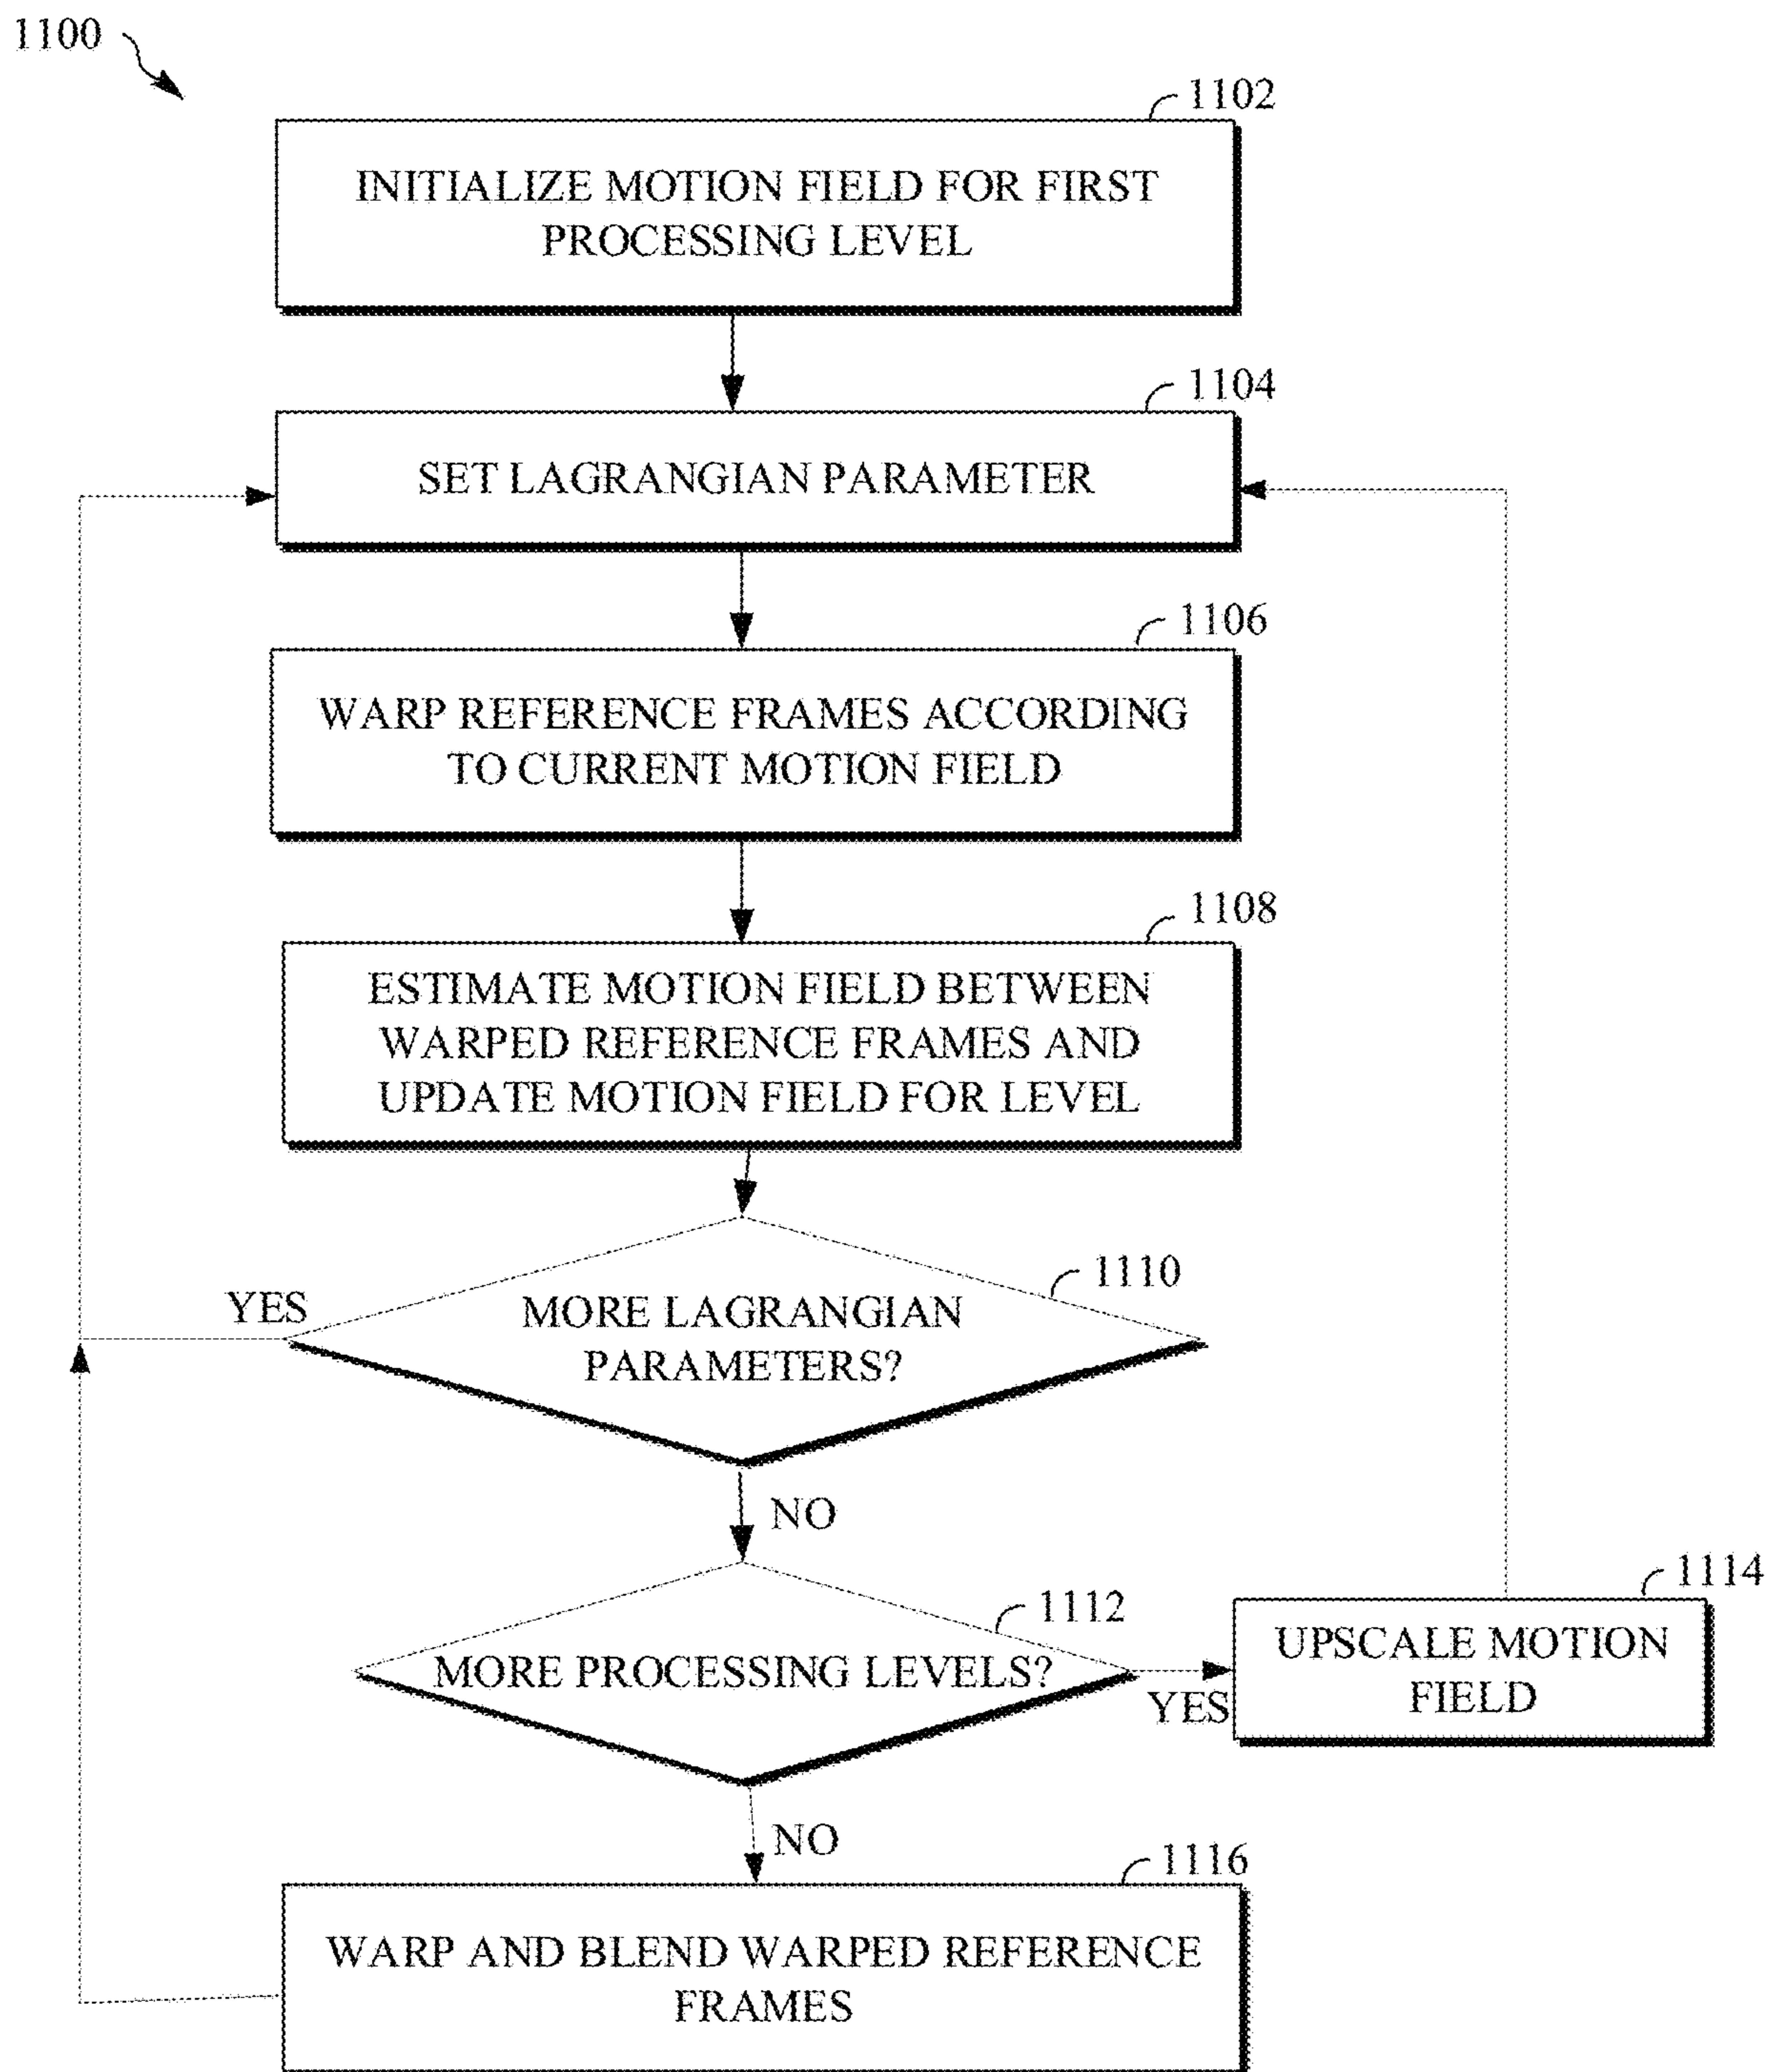 1100
1102
INITIALIZE MOTION FIELD FOR FIRST
PROCESSING LEVEL
1104
SET LAGRANGIAN PARAMETER
1106
WARP REFERENCE FRAMES ACCORDING
TO CURRENT MOTION FIELD
1108
ESTIMATE MOTION FIELD BETWEEN
WARPED REFERENCE FRAMES AND
UPDATE MOTION FIELD FOR LEVEL
1110
YES
MORE LAGRANGIAN
PARAMETERS?
NO
1112
MORE PROCESSING LEVELS?
YES
1114
UPSCALE MOTION
FIELD
NO
1116
WARP AND BLEND WARPED REFERENCE
FRAMES